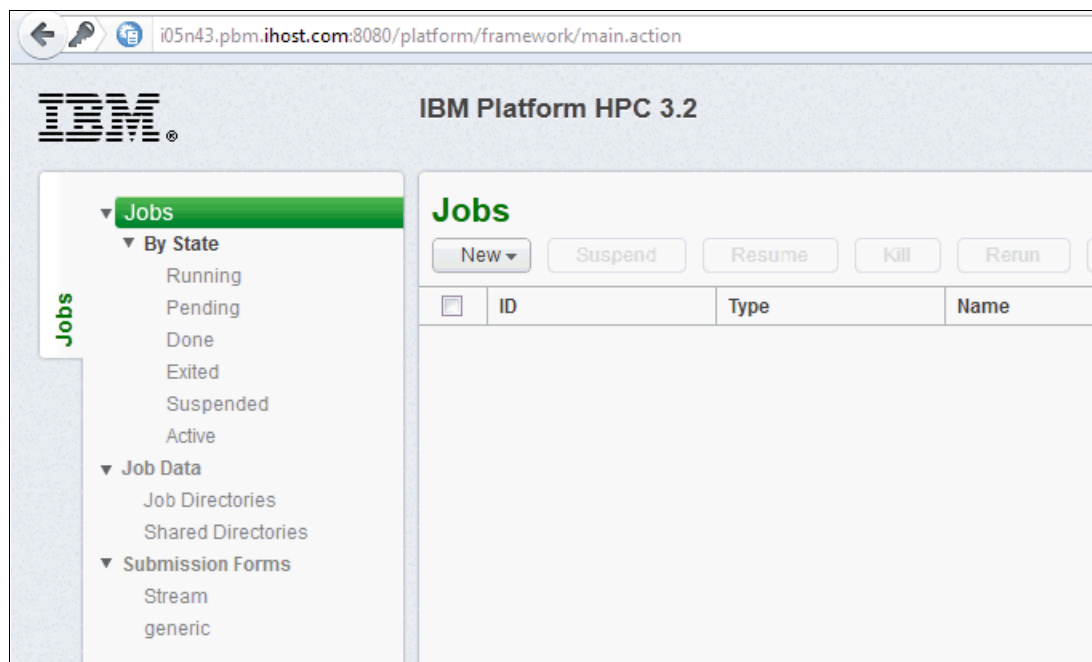 i05n43.pbm.ihost.com:8080/platform/framework/main.action
IBM®
IBM Platform HPC 3.2
Jobs
Jobs
By State
Running
Pending
Done
Exited
Suspended
Active
Job Data
Job Directories
Shared Directories
Submission Forms
Stream
generic
Jobs
New Suspend Resume Kill Rerun
ID Type Name